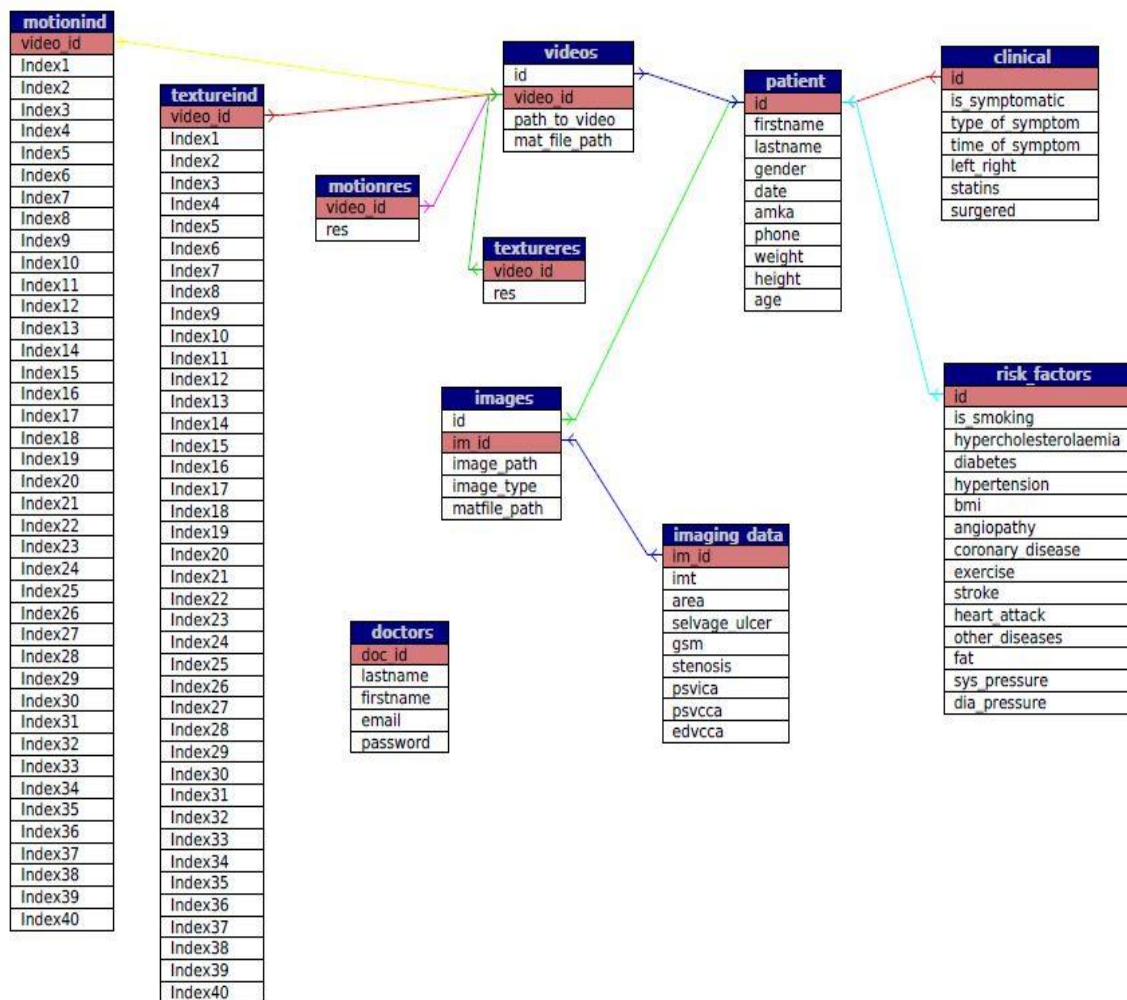 motionind
video_id
Index1
Index2
Index3
Index4
Index5
Index6
Index7
Index8
Index9
Index10
Index11
Index12
Index13
Index14
Index15
Index16
Index17
Index18
Index19
Index20
Index21
Index22
Index23
Index24
Index25
Index26
Index27
Index28
Index29
Index30
Index31
Index32
Index33
Index34
Index35
Index36
Index37
Index38
Index39
Index40
textureind
video_id
Index1
Index2
Index3
Index4
Index5
Index6
Index7
Index8
Index9
Index10
Index11
Index12
Index13
Index14
Index15
Index16
Index17
Index18
Index19
Index20
Index21
Index22
Index23
Index24
Index25
Index26
Index27
Index28
Index29
Index30
Index31
Index32
Index33
Index34
Index35
Index36
Index37
Index38
Index39
Index40
motionres
video_id
res
videos
id
video_id
path_to_video
mat_file_path
textureres
video_id
res
images
id
im_id
image_path
image_type
matfile_path
doctors
doc_id
lastname
firstname
email
password
patient
id
firstname
lastname
gender
date
amka
phone
weight
height
age
imaging_data
im_id
imt
area
selvage_ulcer
gsm
stenosis
psvica
psvcca
edvcca
clinical
id
is_symptomatic
type_of_symptom
time_of_symptom
left_right
statins
surgered
risk_factors
id
is_smoking
hypercholesterolaemia
diabetes
hypertension
bmi
angiopathy
coronary_disease
exercise
stroke
heart_attack
other_diseases
fat
sys_pressure
dia_pressure